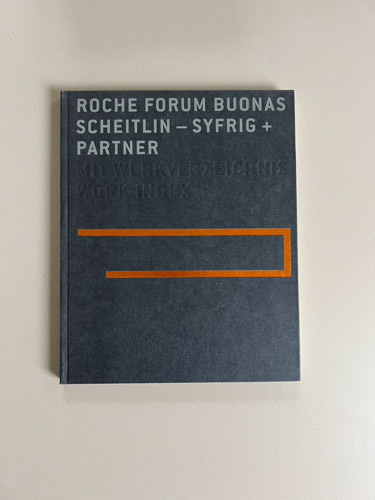 ROCHE FORUM BUONAS
SCHEITLIN – SYFRIG +
PARTNER
MIT WERKVERZEICHNIS
WORK INDEX